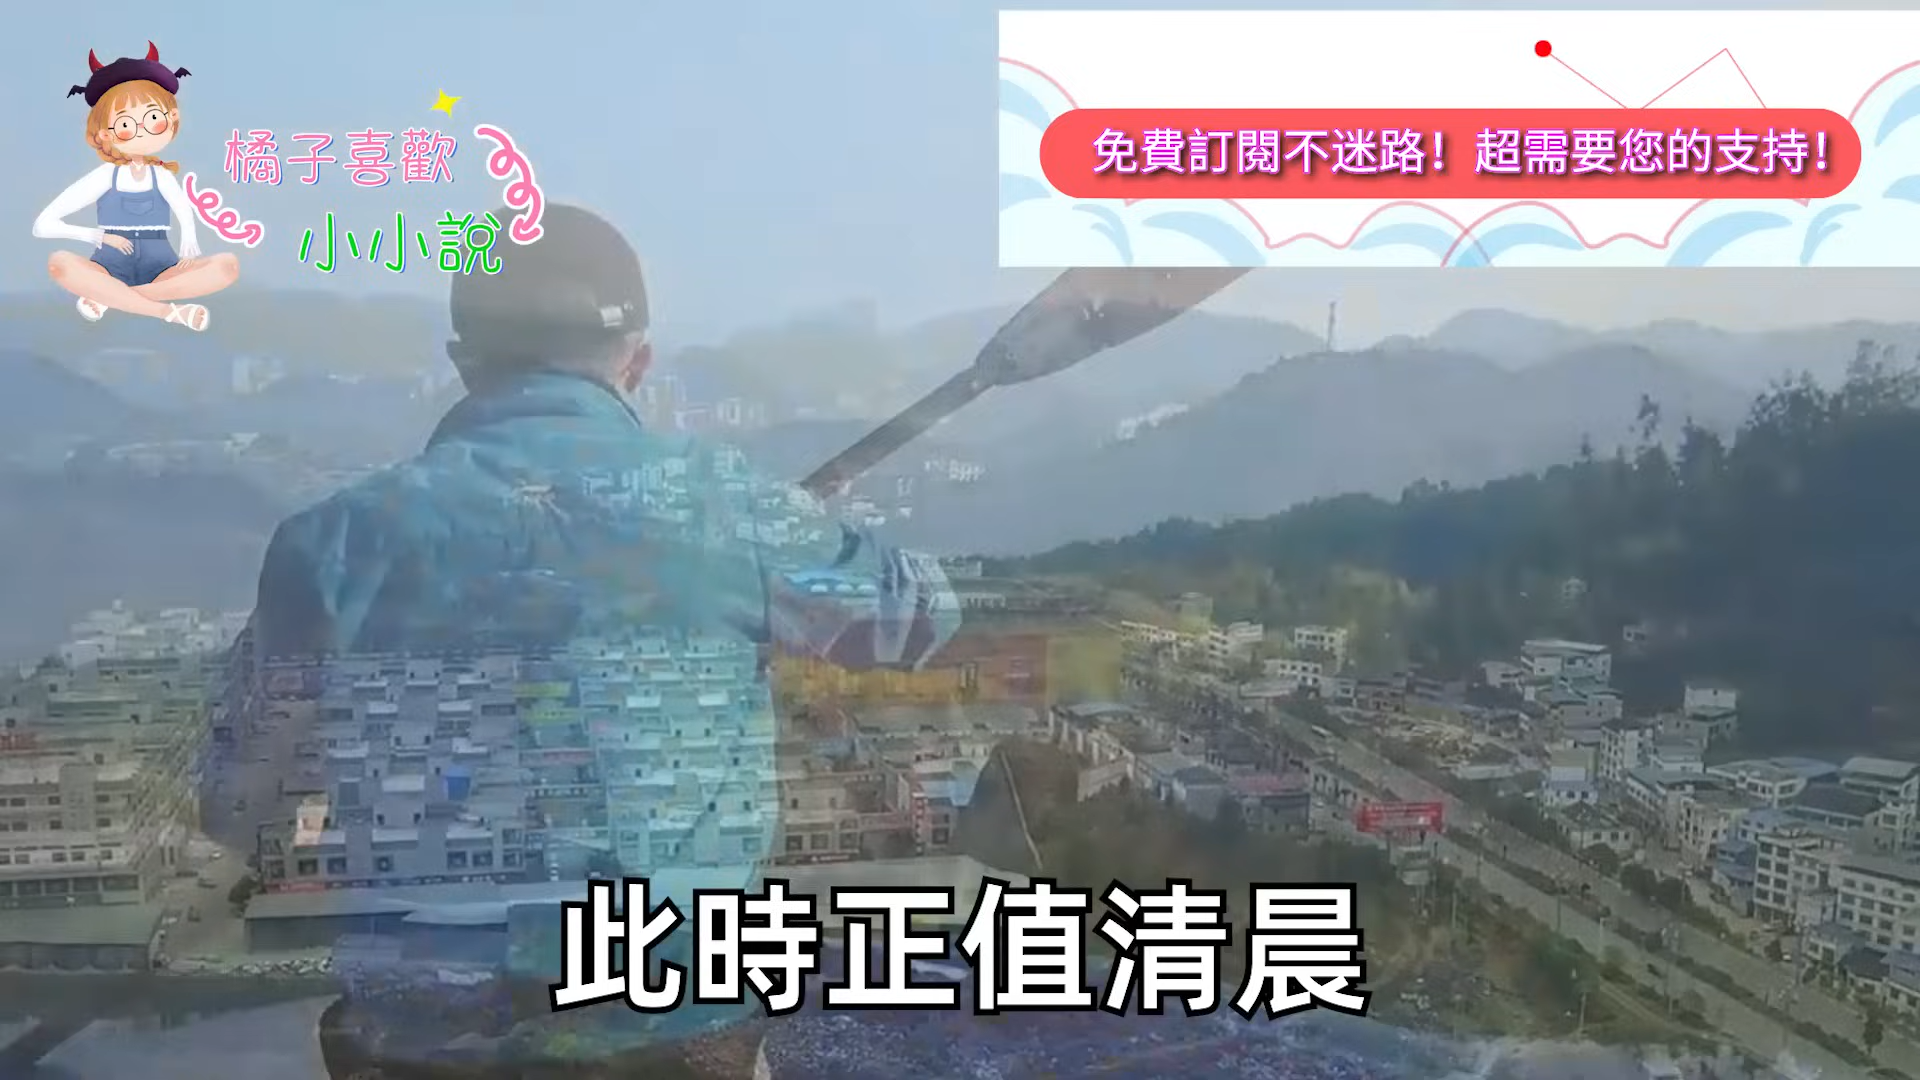 橘子喜歡
小小說
免費訂閱不迷路！超需要您的支持！
此時正值清晨